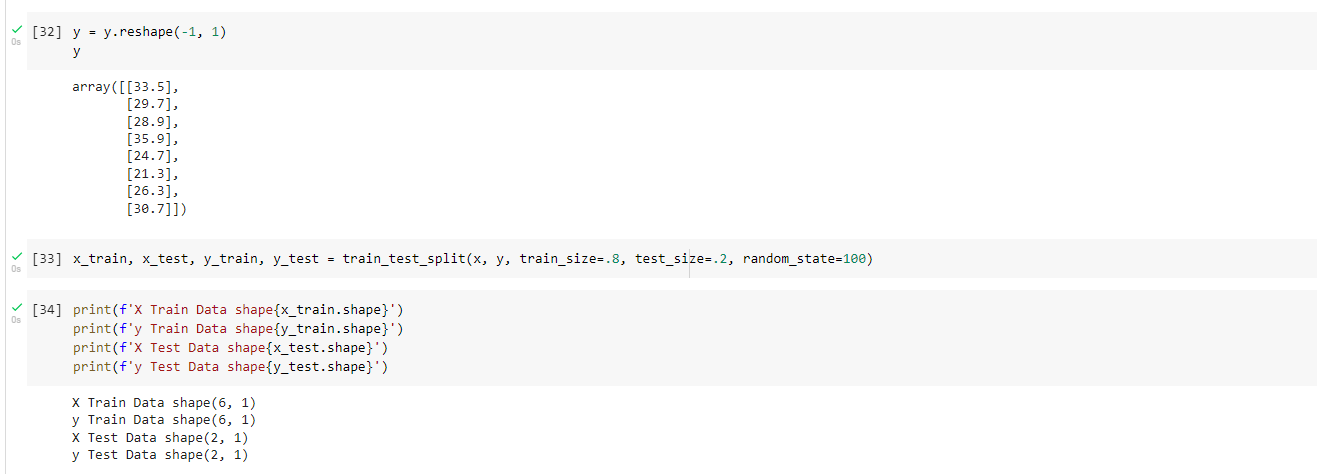 [32] y = y.reshape(-1, 1)
0s
y
array([[33.5],
[29.7],
[28.9],
[35.9],
[24.7],
[21.3],
[26.3],
[30.7]])
[33] x_train, x_test, y_train, y_test = train_test_split(x, y, train_size=.8, test_size=.2, random_state=100)
0s
[34] print(f'X Train Data shape{x_train.shape}')
0s
print(f'y Train Data shape{y_train.shape}')
print(f'X Test Data shape{x_test.shape}')
print(f'y Test Data shape{y_test.shape}')
X Train Data shape(6, 1)
y Train Data shape(6, 1)
X Test Data shape(2, 1)
y Test Data shape(2, 1)